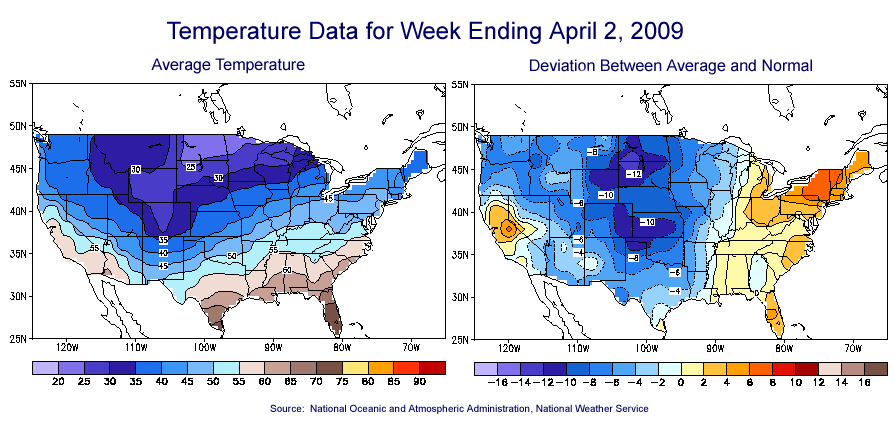 Temperature Data for Week Ending April 2, 2009
Average Temperature
Deviation Between Average and Normal
55N
50N
45N
40N
35N
30N
25N
30
25
30
45
35
40
45
50
55
55
60
120W 110W 100W 90W 80W 70W
20 25 30 35 40 45 50 55 60 65 70 75 80 85 90
55N
50N
45N
40N
35N
30N
25N
-8
-12
-10
-6
-10
-6
-4
-8
-6
-4
120W 110W 100W 90W 80W 70W
-16 -14 -12 -10 -8 -6 -4 -2 0 2 4 6 8 10 12 14 16
Source: National Oceanic and Atmospheric Administration, National Weather Service